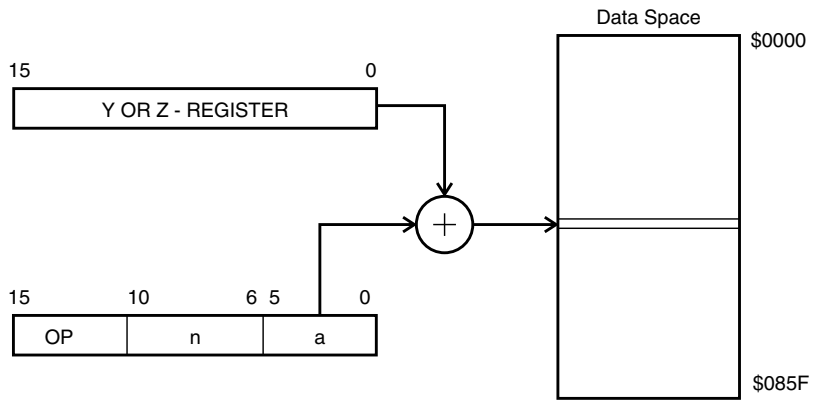 Data Space
$0000
15 0
Y OR Z - REGISTER
+
15 10 6 5 0
OP n a
$085F